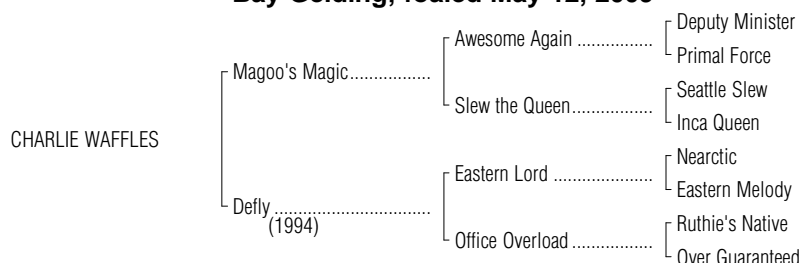 Bay Gelding; foaled May 12,
Deputy Minister
Awesome Again ..................
Primal Force
Magoo's Magic.................
Seattle Slew
Slew the Queen...................
Inca Queen
CHARLIE WAFFLES
Nearctic
Eastern Lord ......................
Eastern Melody
Defly ................................
(1994)
Ruthie's Native
Office Overload ..................
Over Guaranteed